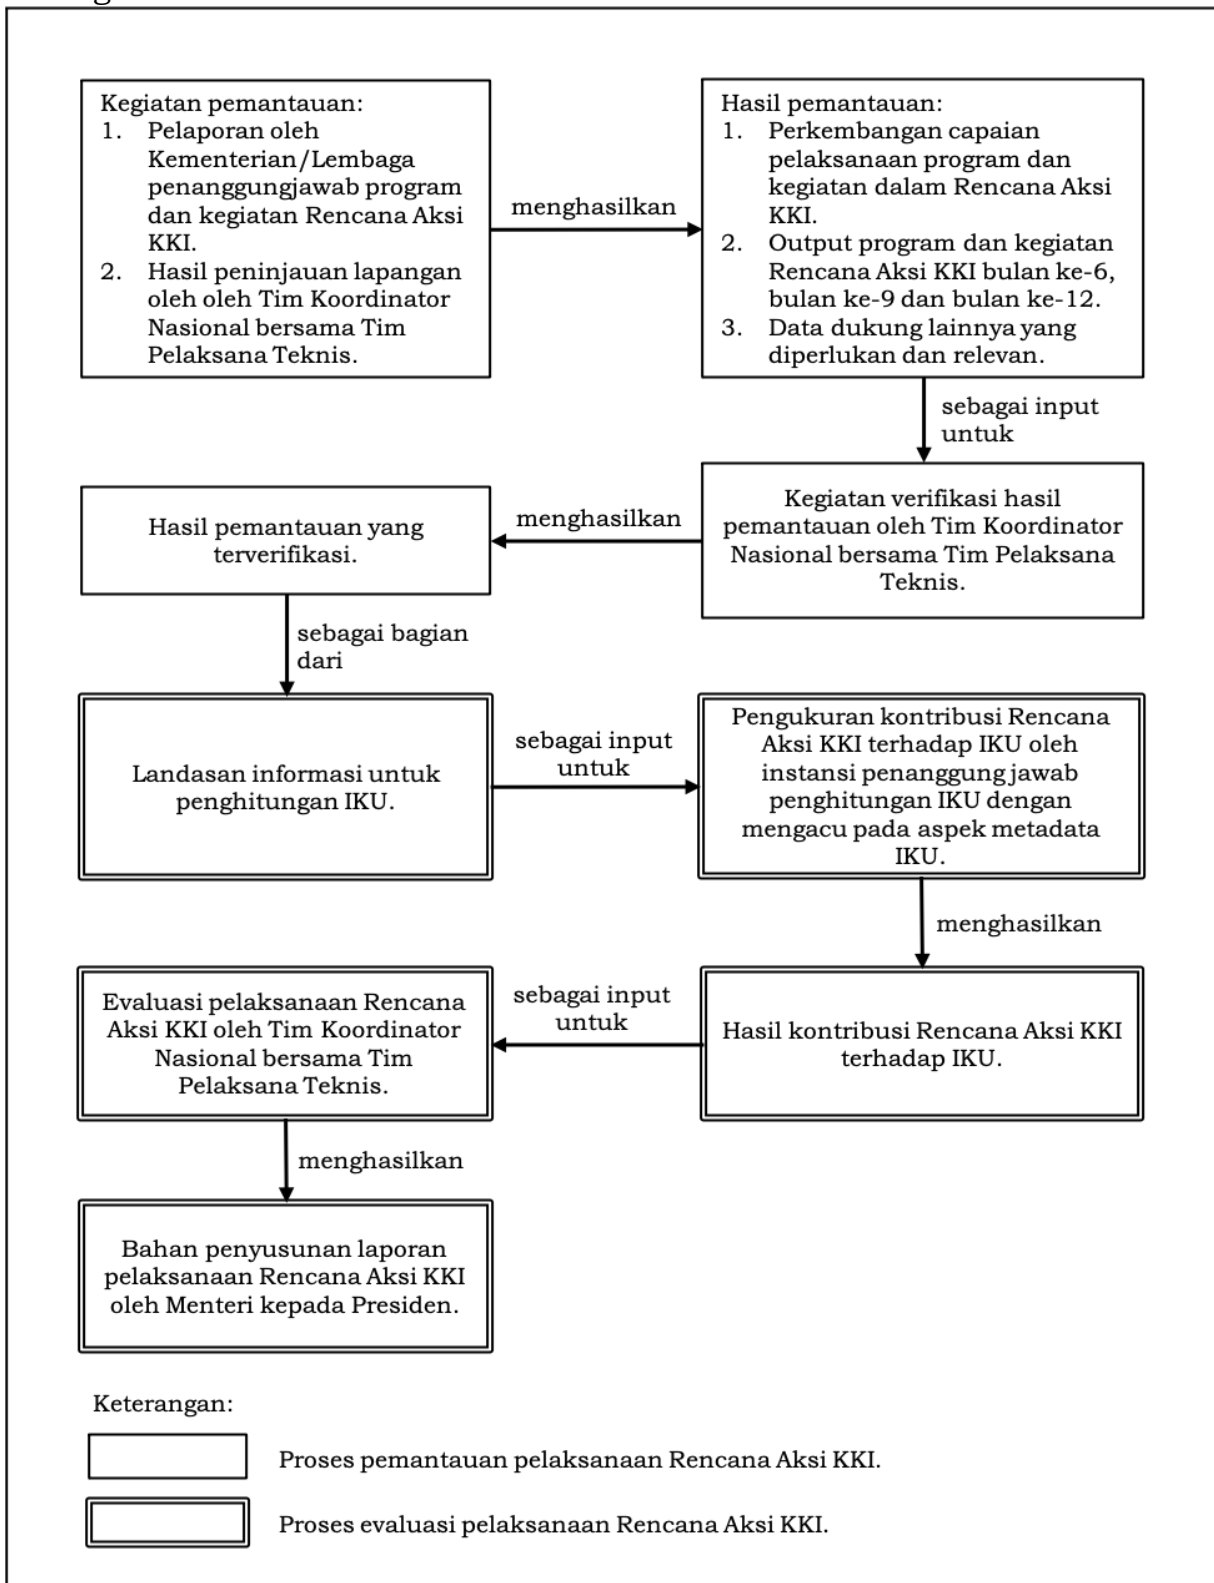 Kegiatan pemantauan:
1. Pelaporan oleh
Kementerian/Lembaga
penanggungjawab program
dan kegiatan Rencana Aksi
KKI.
2. Hasil peninjauan lapangan
oleh oleh Tim Koordinator
Nasional bersama Tim
Pelaksana Teknis.
menghasilkan
Hasil pemantauan:
1. Perkembangan capaian
pelaksanaan program dan
kegiatan dalam Rencana Aksi
KKI.
2. Output program dan kegiatan
Rencana Aksi KKI bulan ke-6,
bulan ke-9 dan bulan ke-12.
3. Data dukung lainnya yang
diperlukan dan relevan.
sebagai input
untuk
Kegiatan verifikasi hasil
pemantauan oleh Tim Koordinator
Nasional bersama Tim Pelaksana
Teknis.
menghasilkan
Hasil pemantauan yang
terverifikasi.
sebagai bagian
dari
Landasan informasi untuk
penghitungan IKU.
sebagai input
untuk
Pengukuran kontribusi Rencana
Aksi KKI terhadap IKU oleh
instansi penanggung jawab
penghitungan IKU dengan
mengacu pada aspek metadata
IKU.
menghasilkan
Hasil kontribusi Rencana Aksi KKI
terhadap IKU.
sebagai input
untuk
Evaluasi pelaksanaan Rencana
Aksi KKI oleh Tim Koordinator
Nasional bersama Tim
Pelaksana Teknis.
menghasilkan
Bahan penyusunan laporan
pelaksanaan Rencana Aksi KKI
oleh Menteri kepada Presiden.
Keterangan:
Proses pemantauan pelaksanaan Rencana Aksi KKI.
Proses evaluasi pelaksanaan Rencana Aksi KKI.